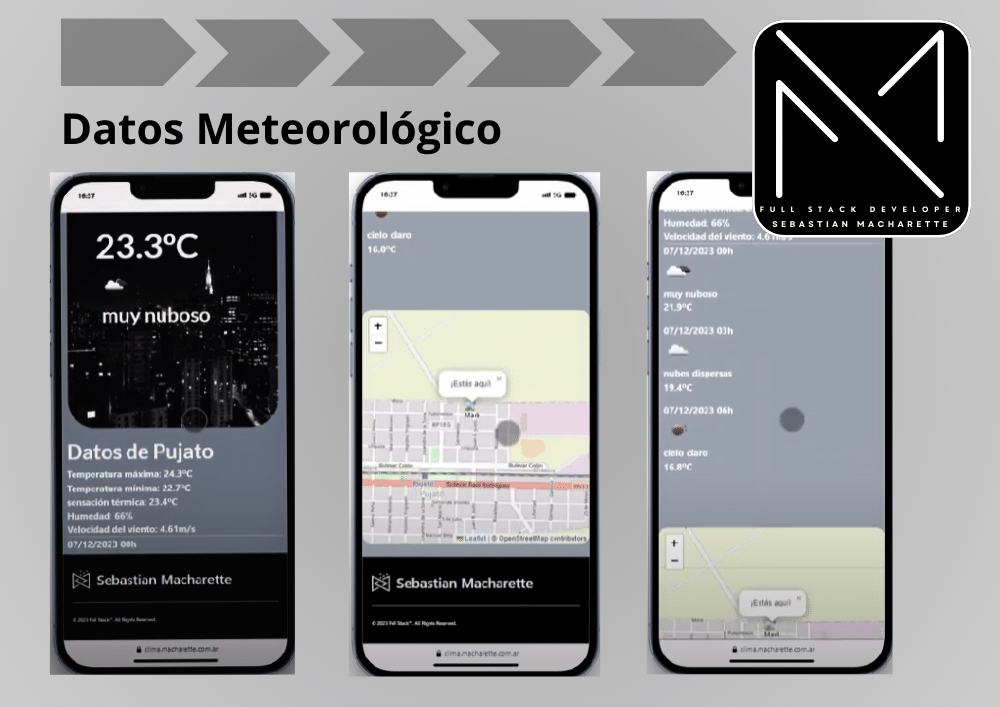 Datos Meteorológico
FULL STACK DEVELOPER
SEBASTIAN MACHARETTE
16:37
5G
23.3ºC
muy nuboso
Datos de Pujato
Temperatura máxima: 24.3ºC
Temperatura mínima: 22.7ºC
sensación térmica: 23.4ºC
Humedad: 66%
Velocidad del viento: 4.61m/s
07/12/2023 00h
Sebastian Macharette
© 2023 Full Stack™. All Rights Reserved.
clima.macharette.com.ar
16:37
5G
cielo claro
16.8ºC
+
−
¡Estás aquí!
×
Bulevar Colón
Bulevar Colón
Pujato
Pujato
Leaflet | © OpenStreetMap contributors
Sebastian Macharette
© 2023 Full Stack™. All Rights Reserved.
clima.macharette.com.ar
16:37
Humedad: 66%
Velocidad del viento: 4.61m/s
07/12/2023 00h
muy nuboso
21.9ºC
07/12/2023 03h
nubes dispersas
19.4ºC
07/12/2023 06h
cielo claro
16.8ºC
+
−
¡Estás aquí!
×
clima.macharette.com.ar